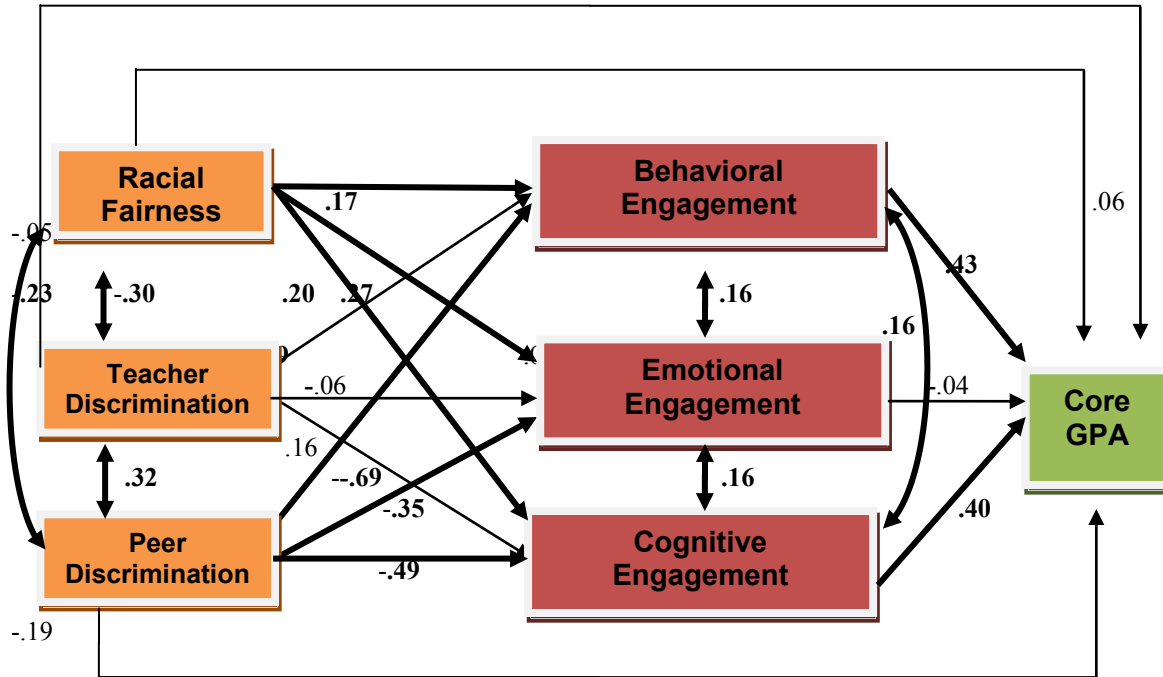 Racial
Fairness
Behavioral
Engagement
.17
.06
-.05
.43
-.23
-.30
.20
.27
.16
.16
Teacher
Discrimination
-.06
Emotional
Engagement
-.04
Core
GPA
.16
.32
--.69
-.35
.16
.40
Peer
Discrimination
-.49
Cognitive
Engagement
-.19